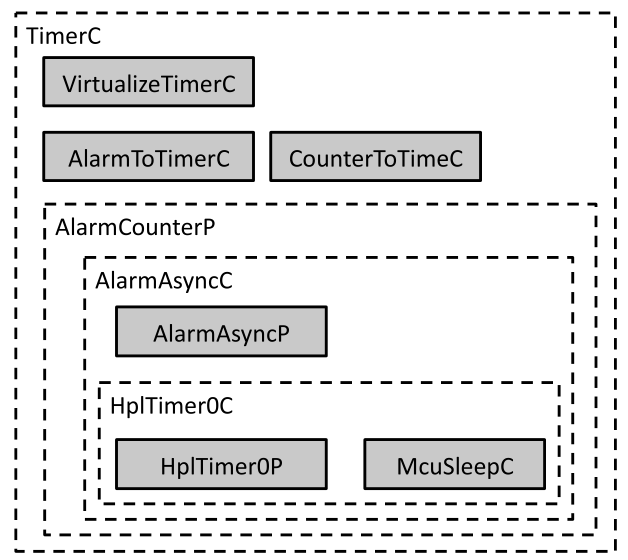 TimerC
VirtualizeTimerC
AlarmToTimerC
CounterToTimeC
AlarmCounterP
AlarmAsyncC
AlarmAsyncP
HplTimer0C
HplTimer0P
McuSleepC